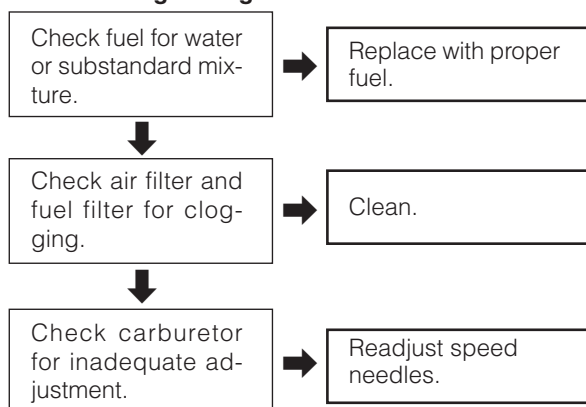 Check fuel for water
or substandard mix-
ture.
Replace with proper
fuel.
Check air filter and
fuel filter for clog-
ging.
Clean.
Check carburetor
for inadequate ad-
justment.
Readjust speed
needles.